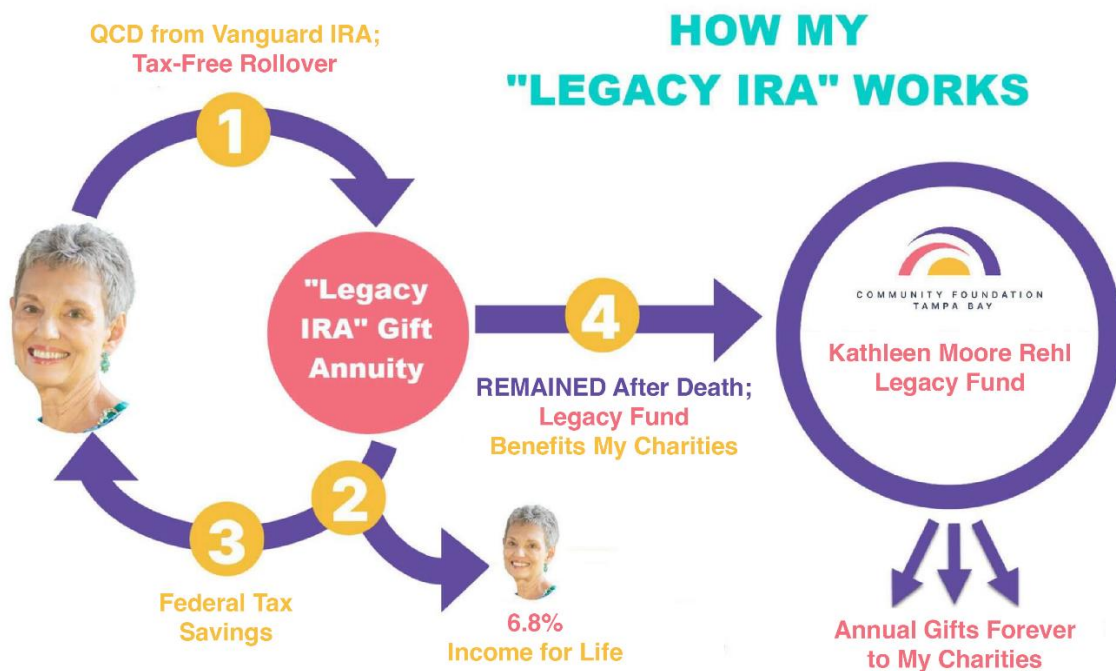 HOW MY
"LEGACY IRA" WORKS
QCD from Vanguard IRA;
Tax-Free Rollover
1
"Legacy
IRA" Gift
Annuity
4
REMAINED After Death;
Legacy Fund
Benefits My Charities
COMMUNITY FOUNDATION
TAMPA BAY
Kathleen Moore Rehl
Legacy Fund
2
3
Federal Tax
Savings
6.8%
Income for Life
Annual Gifts Forever
to My Charities